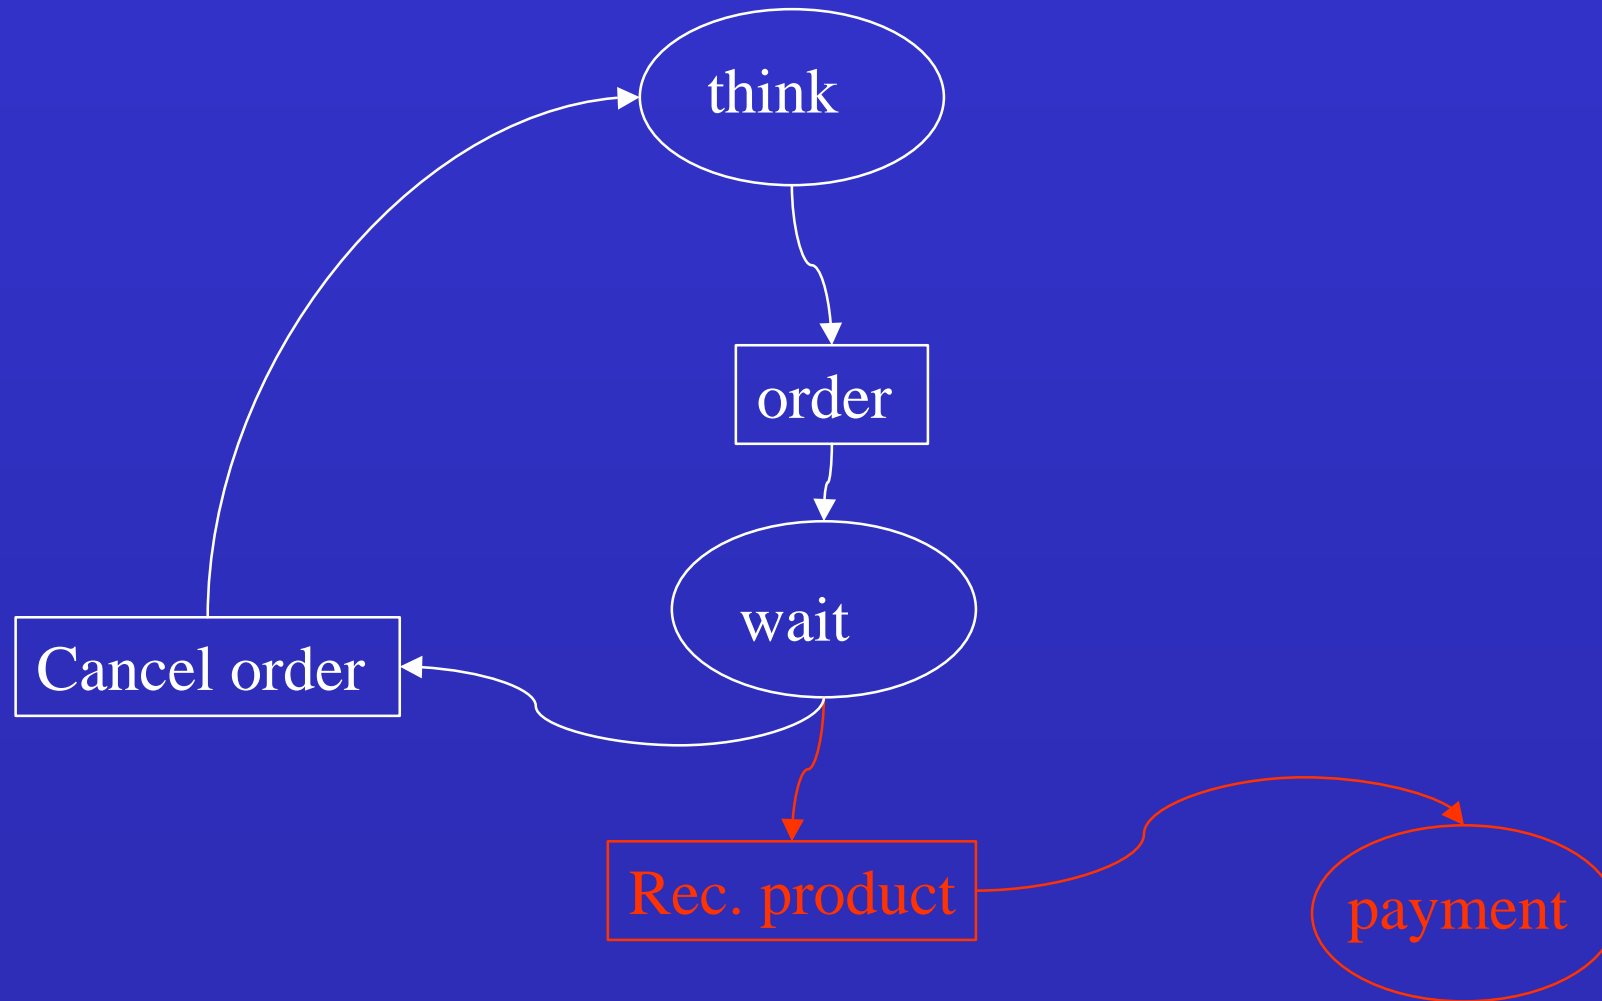 think
order
wait
Cancel order
Rec. product
payment